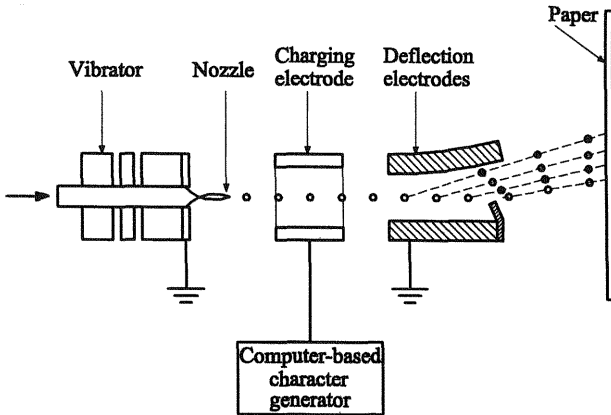 Paper
Charging
electrode
Deflection
electrodes
Vibrator
Nozzle
Computer-based
character
generator